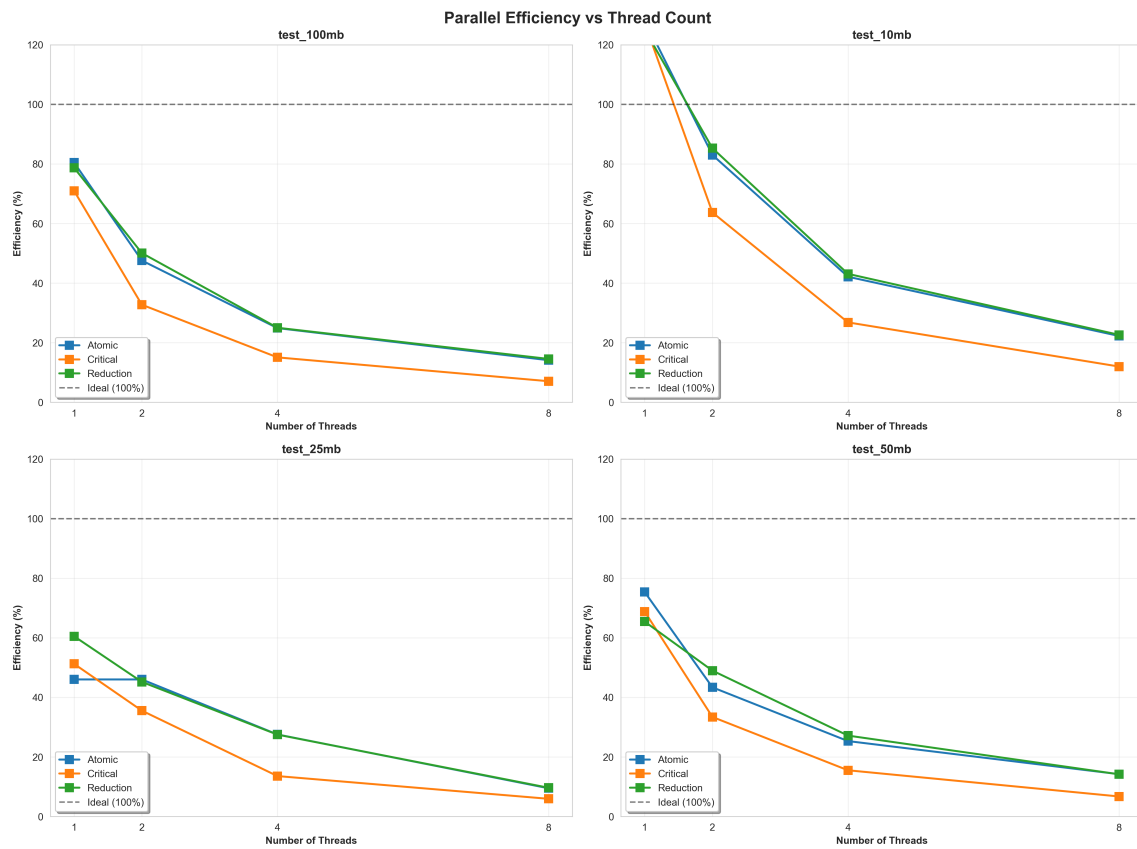 Parallel Efficiency vs Thread Count
test_100mb
120
100
80
60
40
20
0
Efficiency (%)
Atomic
Critical
Reduction
Ideal (100%)
1 2 4 8
Number of Threads
test_10mb
120
100
80
60
40
20
0
Efficiency (%)
Atomic
Critical
Reduction
Ideal (100%)
1 2 4 8
Number of Threads
test_25mb
120
100
80
60
40
20
0
Efficiency (%)
Atomic
Critical
Reduction
Ideal (100%)
1 2 4 8
Number of Threads
test_50mb
120
100
80
60
40
20
0
Efficiency (%)
Atomic
Critical
Reduction
Ideal (100%)
1 2 4 8
Number of Threads